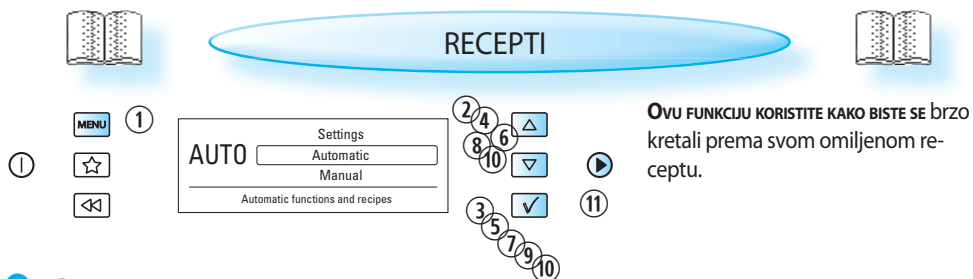 RECEPTI
MENU
①
AUTO
Settings
Automatic
Manual
Automatic functions and recipes
②
④
⑥
⑧
⑩
③
⑤
⑦
⑨
⑩
⑪
OVU FUNKCIJU KORISTITE KAKO BISTE SE brzo
kretali prema svom omiljenom re-
ceptu.